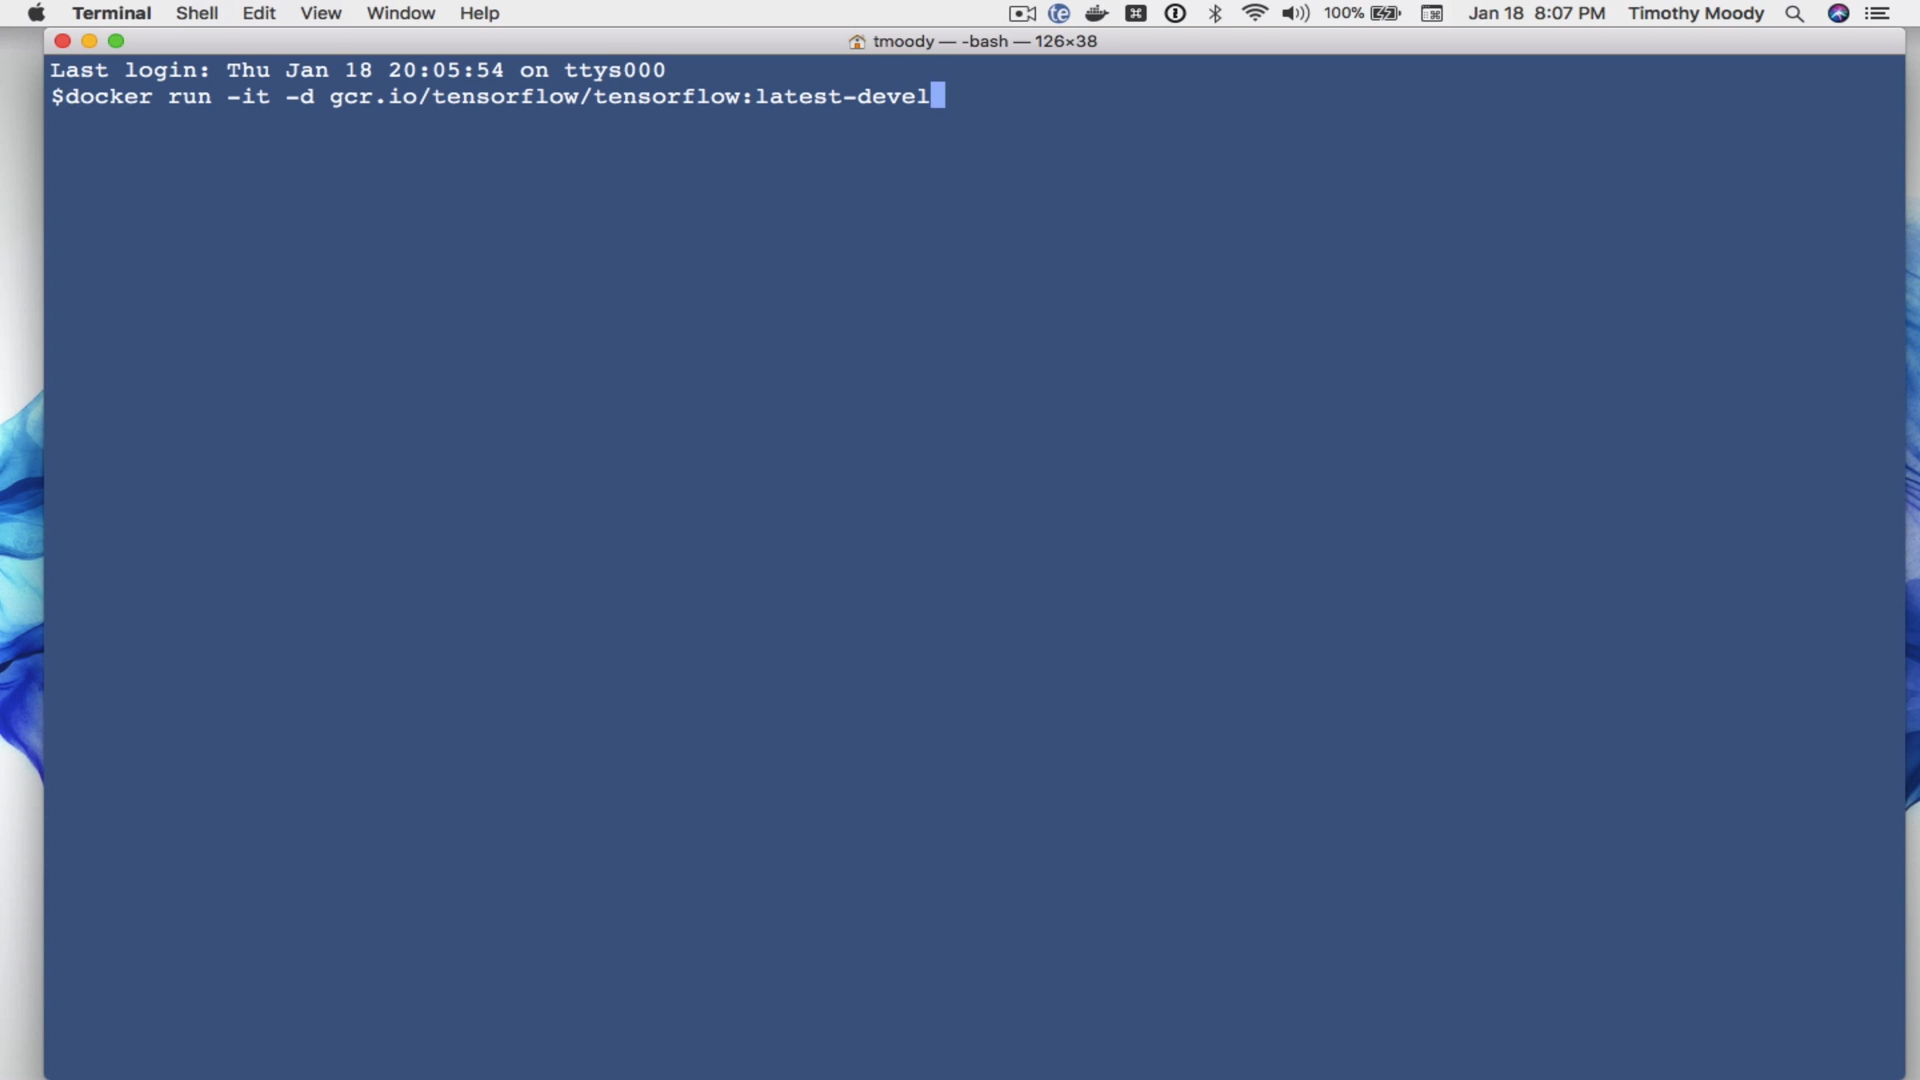 Terminal Shell Edit View Window Help 100% Jan 18 8:07 PM Timothy Moody
tmoody — -bash — 126×38
Last login: Thu Jan 18 20:05:54 on ttys000
$docker run -it -d gcr.io/tensorflow/tensorflow:latest-devel